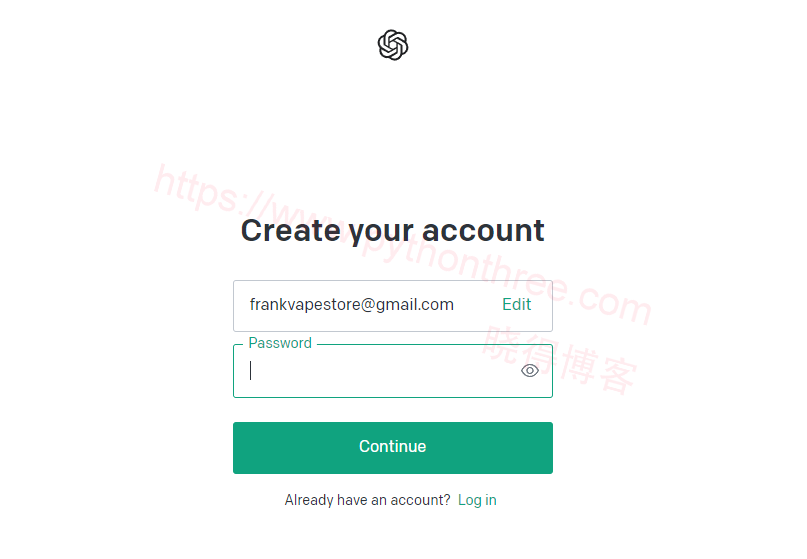 https://www.pythonthree.com
晓得博客
Create your account
frankvapestore@gmail.com Edit
Password
Continue
Already have an account? Log in